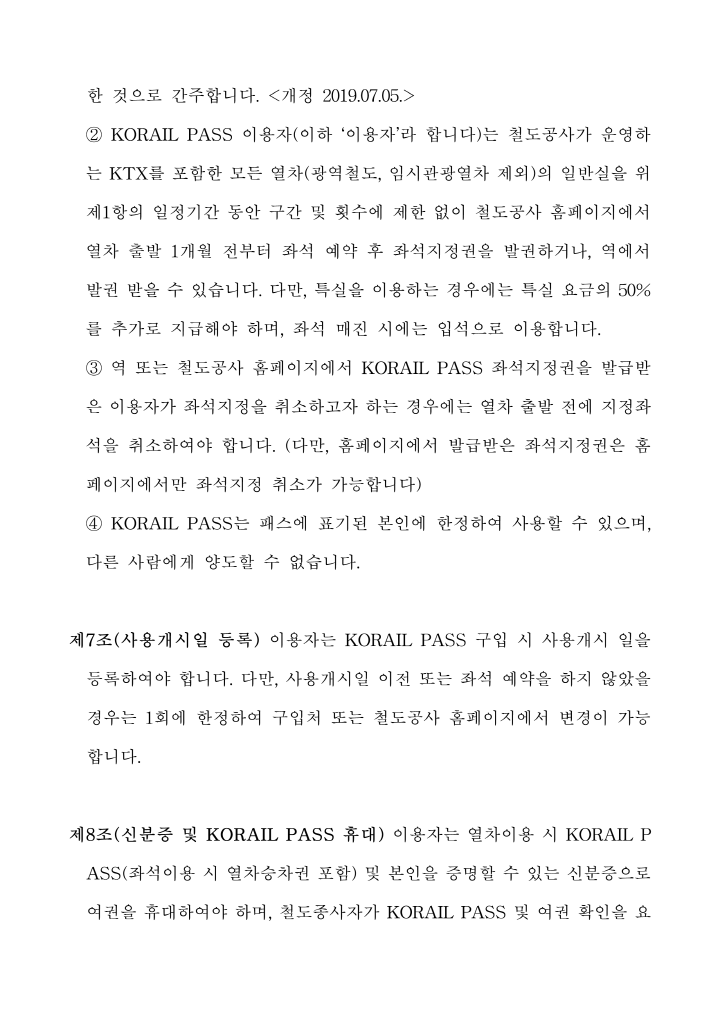 한 것으로 간주합니다. <개정 2019.07.05.>
② KORAIL PASS 이용자(이하 ‘이용자’라 합니다)는 철도공사가 운영하
는 KTX를 포함한 모든 열차(광역철도, 임시관광열차 제외)의 일반실을 위
제1항의 일정기간 동안 구간 및 횟수에 제한 없이 철도공사 홈페이지에서
열차 출발 1개월 전부터 좌석 예약 후 좌석지정권을 발권하거나, 역에서
발권 받을 수 있습니다. 다만, 특실을 이용하는 경우에는 특실 요금의 50%
를 추가로 지급해야 하며, 좌석 매진 시에는 입석으로 이용합니다.
③ 역 또는 철도공사 홈페이지에서 KORAIL PASS 좌석지정권을 발급받
은 이용자가 좌석지정을 취소하고자 하는 경우에는 열차 출발 전에 지정좌
석을 취소하여야 합니다. (다만, 홈페이지에서 발급받은 좌석지정권은 홈
페이지에서만 좌석지정 취소가 가능합니다)
④ KORAIL PASS는 패스에 표기된 본인에 한정하여 사용할 수 있으며,
다른 사람에게 양도할 수 없습니다.
제7조(사용개시일 등록) 이용자는 KORAIL PASS 구입 시 사용개시 일을
등록하여야 합니다. 다만, 사용개시일 이전 또는 좌석 예약을 하지 않았을
경우는 1회에 한정하여 구입처 또는 철도공사 홈페이지에서 변경이 가능
합니다.
제8조(신분증 및 KORAIL PASS 휴대) 이용자는 열차이용 시 KORAIL P
ASS(좌석이용 시 열차승차권 포함) 및 본인을 증명할 수 있는 신분증으로
여권을 휴대하여야 하며, 철도종사자가 KORAIL PASS 및 여권 확인을 요